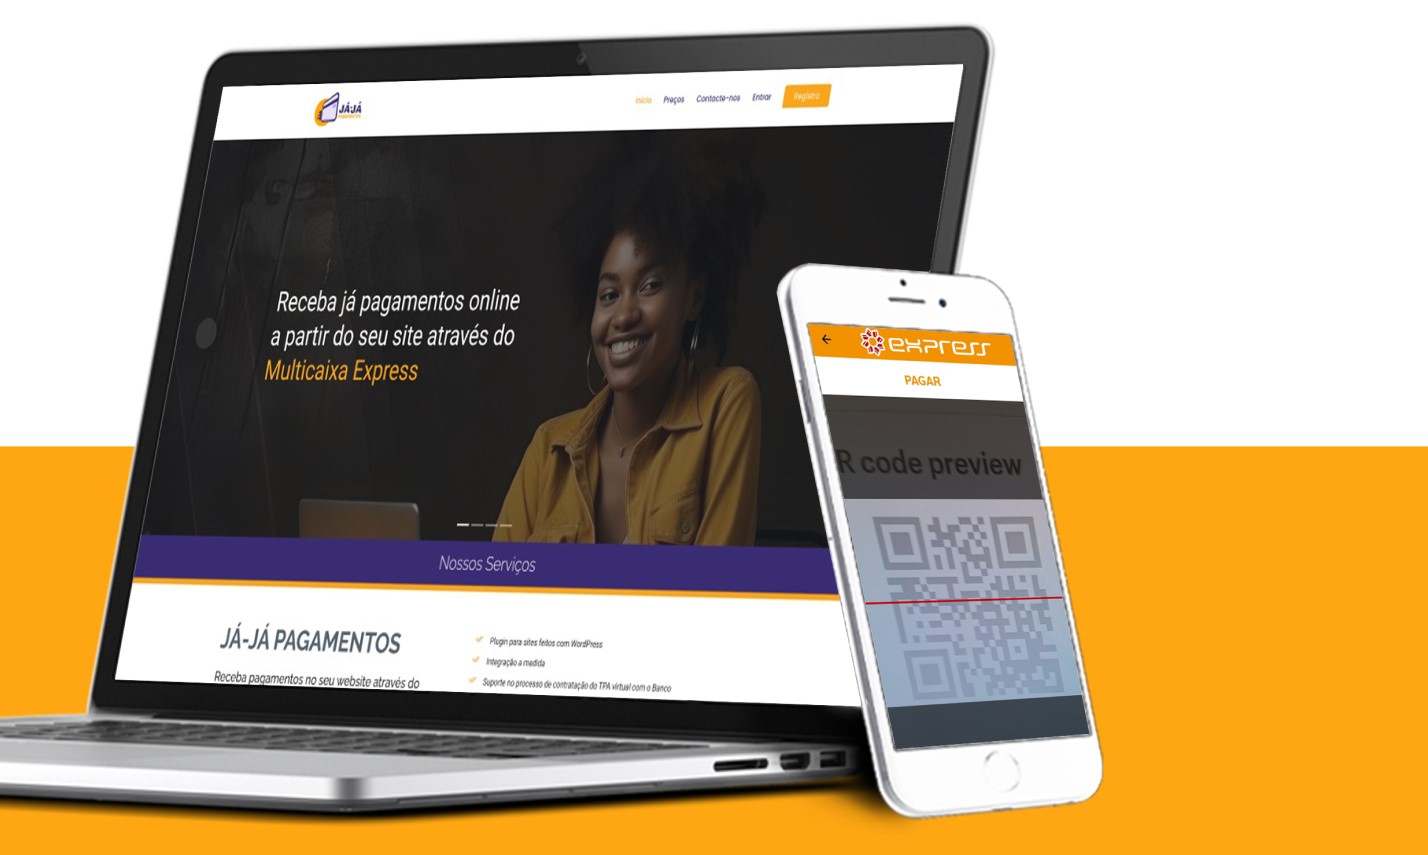 JÁ-JÁ
PAGAMENTOS
Início Preços Contacte-nos Entrar Registro
Receba já pagamentos online
a partir do seu site através do
Multicaixa Express
Nossos Serviços
JÁ-JÁ PAGAMENTOS
Receba pagamentos no seu website através do
Plugin para sites feitos com WordPress
Integração a medida
Suporte no processo de contratação do TPA virtual com o Banco
express
PAGAR
R code preview